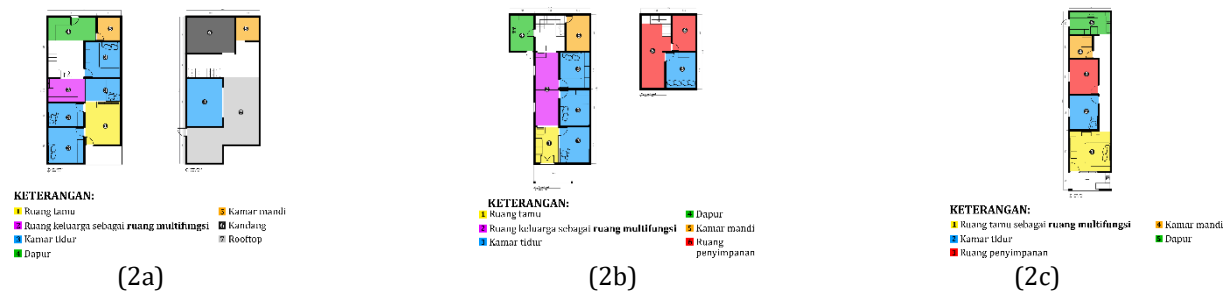 KETERANGAN:
1 Ruang tamu
2 Ruang keluarga sebagai ruang multifungsi
3 Kamar tidur
4 Dapur
5 Kamar mandi
6 Kandang
7 Rooftop
(2a)
KETERANGAN:
1 Ruang tamu
2 Ruang keluarga sebagai ruang multifungsi
3 Kamar tidur
4 Dapur
5 Kamar mandi
6 Ruang
penyimpanan
(2b)
KETERANGAN:
1 Ruang tamu sebagai ruang multifungsi
2 Kamar tidur
3 Ruang penyimpanan
4 Kamar mandi
5 Dapur
(2c)